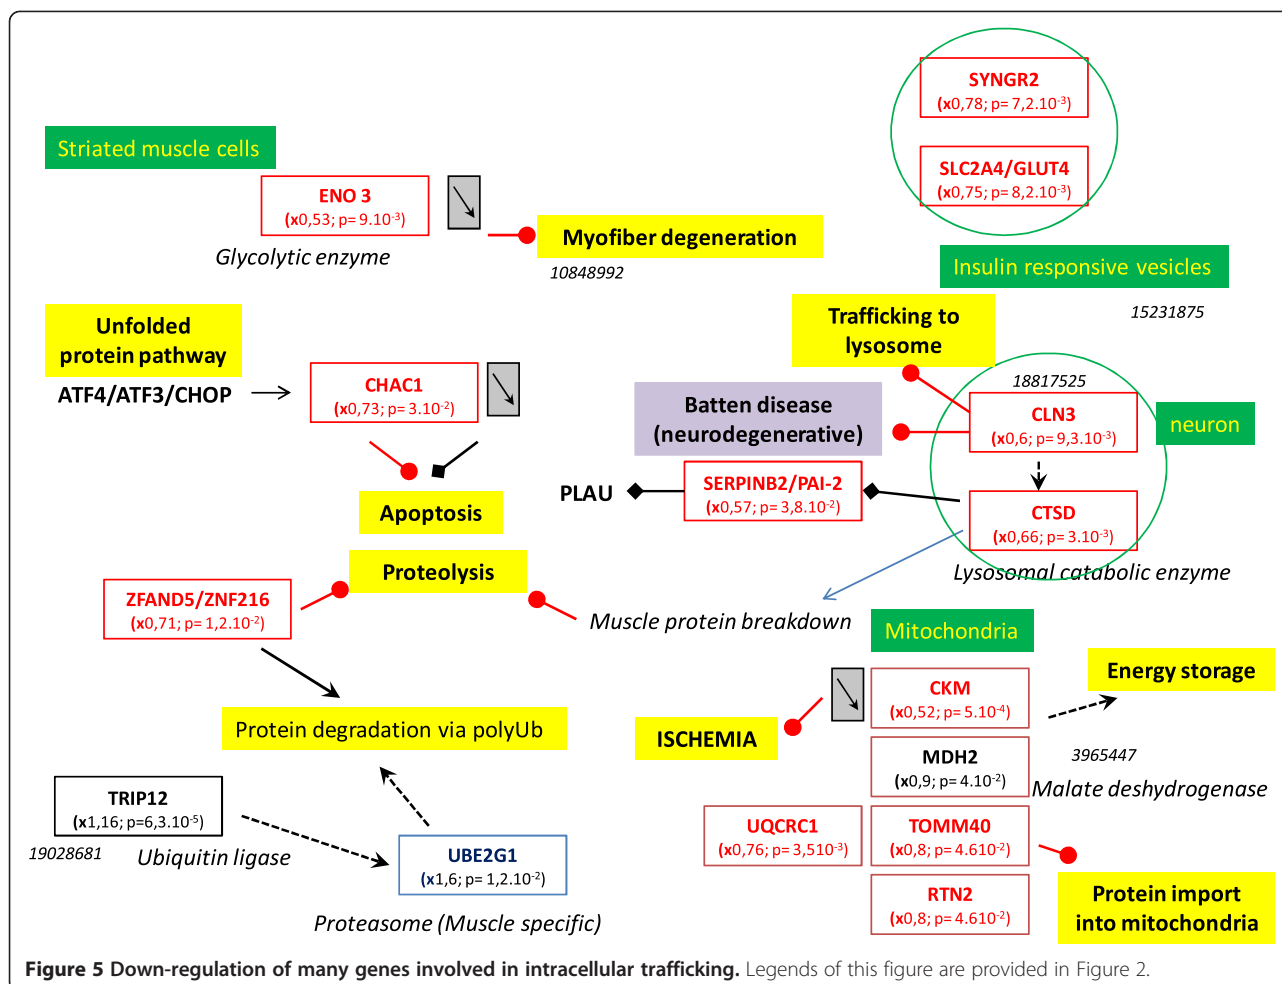 SYNGR2
(x0,78; p= 7,2.10-3)
Striated muscle cells
SLC2A4/GLUT4
(x0,75; p= 8,2.10-3)
ENO 3
(x0,53; p= 9.10-3)
Glycolytic enzyme
Myofiber degeneration
10848992
Insulin responsive vesicles
15231875
Unfolded
protein pathway
ATF4/ATF3/CHOP
CHAC1
(x0,73; p= 3.10-2)
Trafficking to
lysosome
18817525
Batten disease
(neurodegenerative)
CLN3
(x0,6; p= 9,3.10-3)
neuron
PLAU
SERPINB2/PAI-2
(x0,57; p= 3,8.10-2)
CTSD
(x0,66; p= 3.10-3)
Lysosomal catabolic enzyme
Apoptosis
Proteolysis
ZFAND5/ZNF216
(x0,71; p= 1,2.10-2)
Muscle protein breakdown
Mitochondria
Protein degradation via polyUb
ISCHEMIA
CKM
(x0,52; p= 5.10-4)
Energy storage
MDH2
(x0,9; p= 4.10-2)
3965447
Malate deshydrogenase
TRIP12
(x1,16; p=6,3.10-5)
19028681
Ubiquitin ligase
UBE2G1
(x1,6; p= 1,2.10-2)
Proteasome (Muscle specific)
UQCRC1
(x0,76; p= 3,510-3)
TOMM40
(x0,8; p= 4.610-2)
RTN2
(x0,8; p= 4.610-2)
Protein import
into mitochondria
Figure 5 Down-regulation of many genes involved in intracellular trafficking. Legends of this figure are provided in Figure 2.